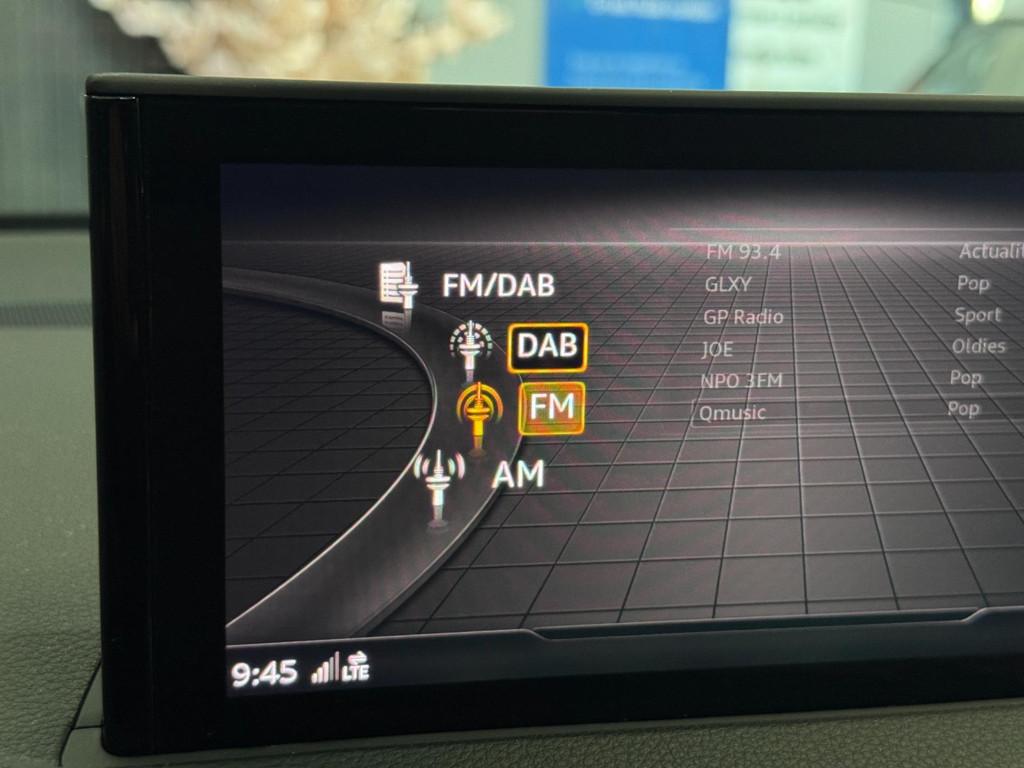 FM/DAB
DAB
FM
AM
FM 93.4
GLXY Pop
GP Radio Sport
JOE Oldies
NPO 3FM Pop
Qmusic Pop
9:45 LTE